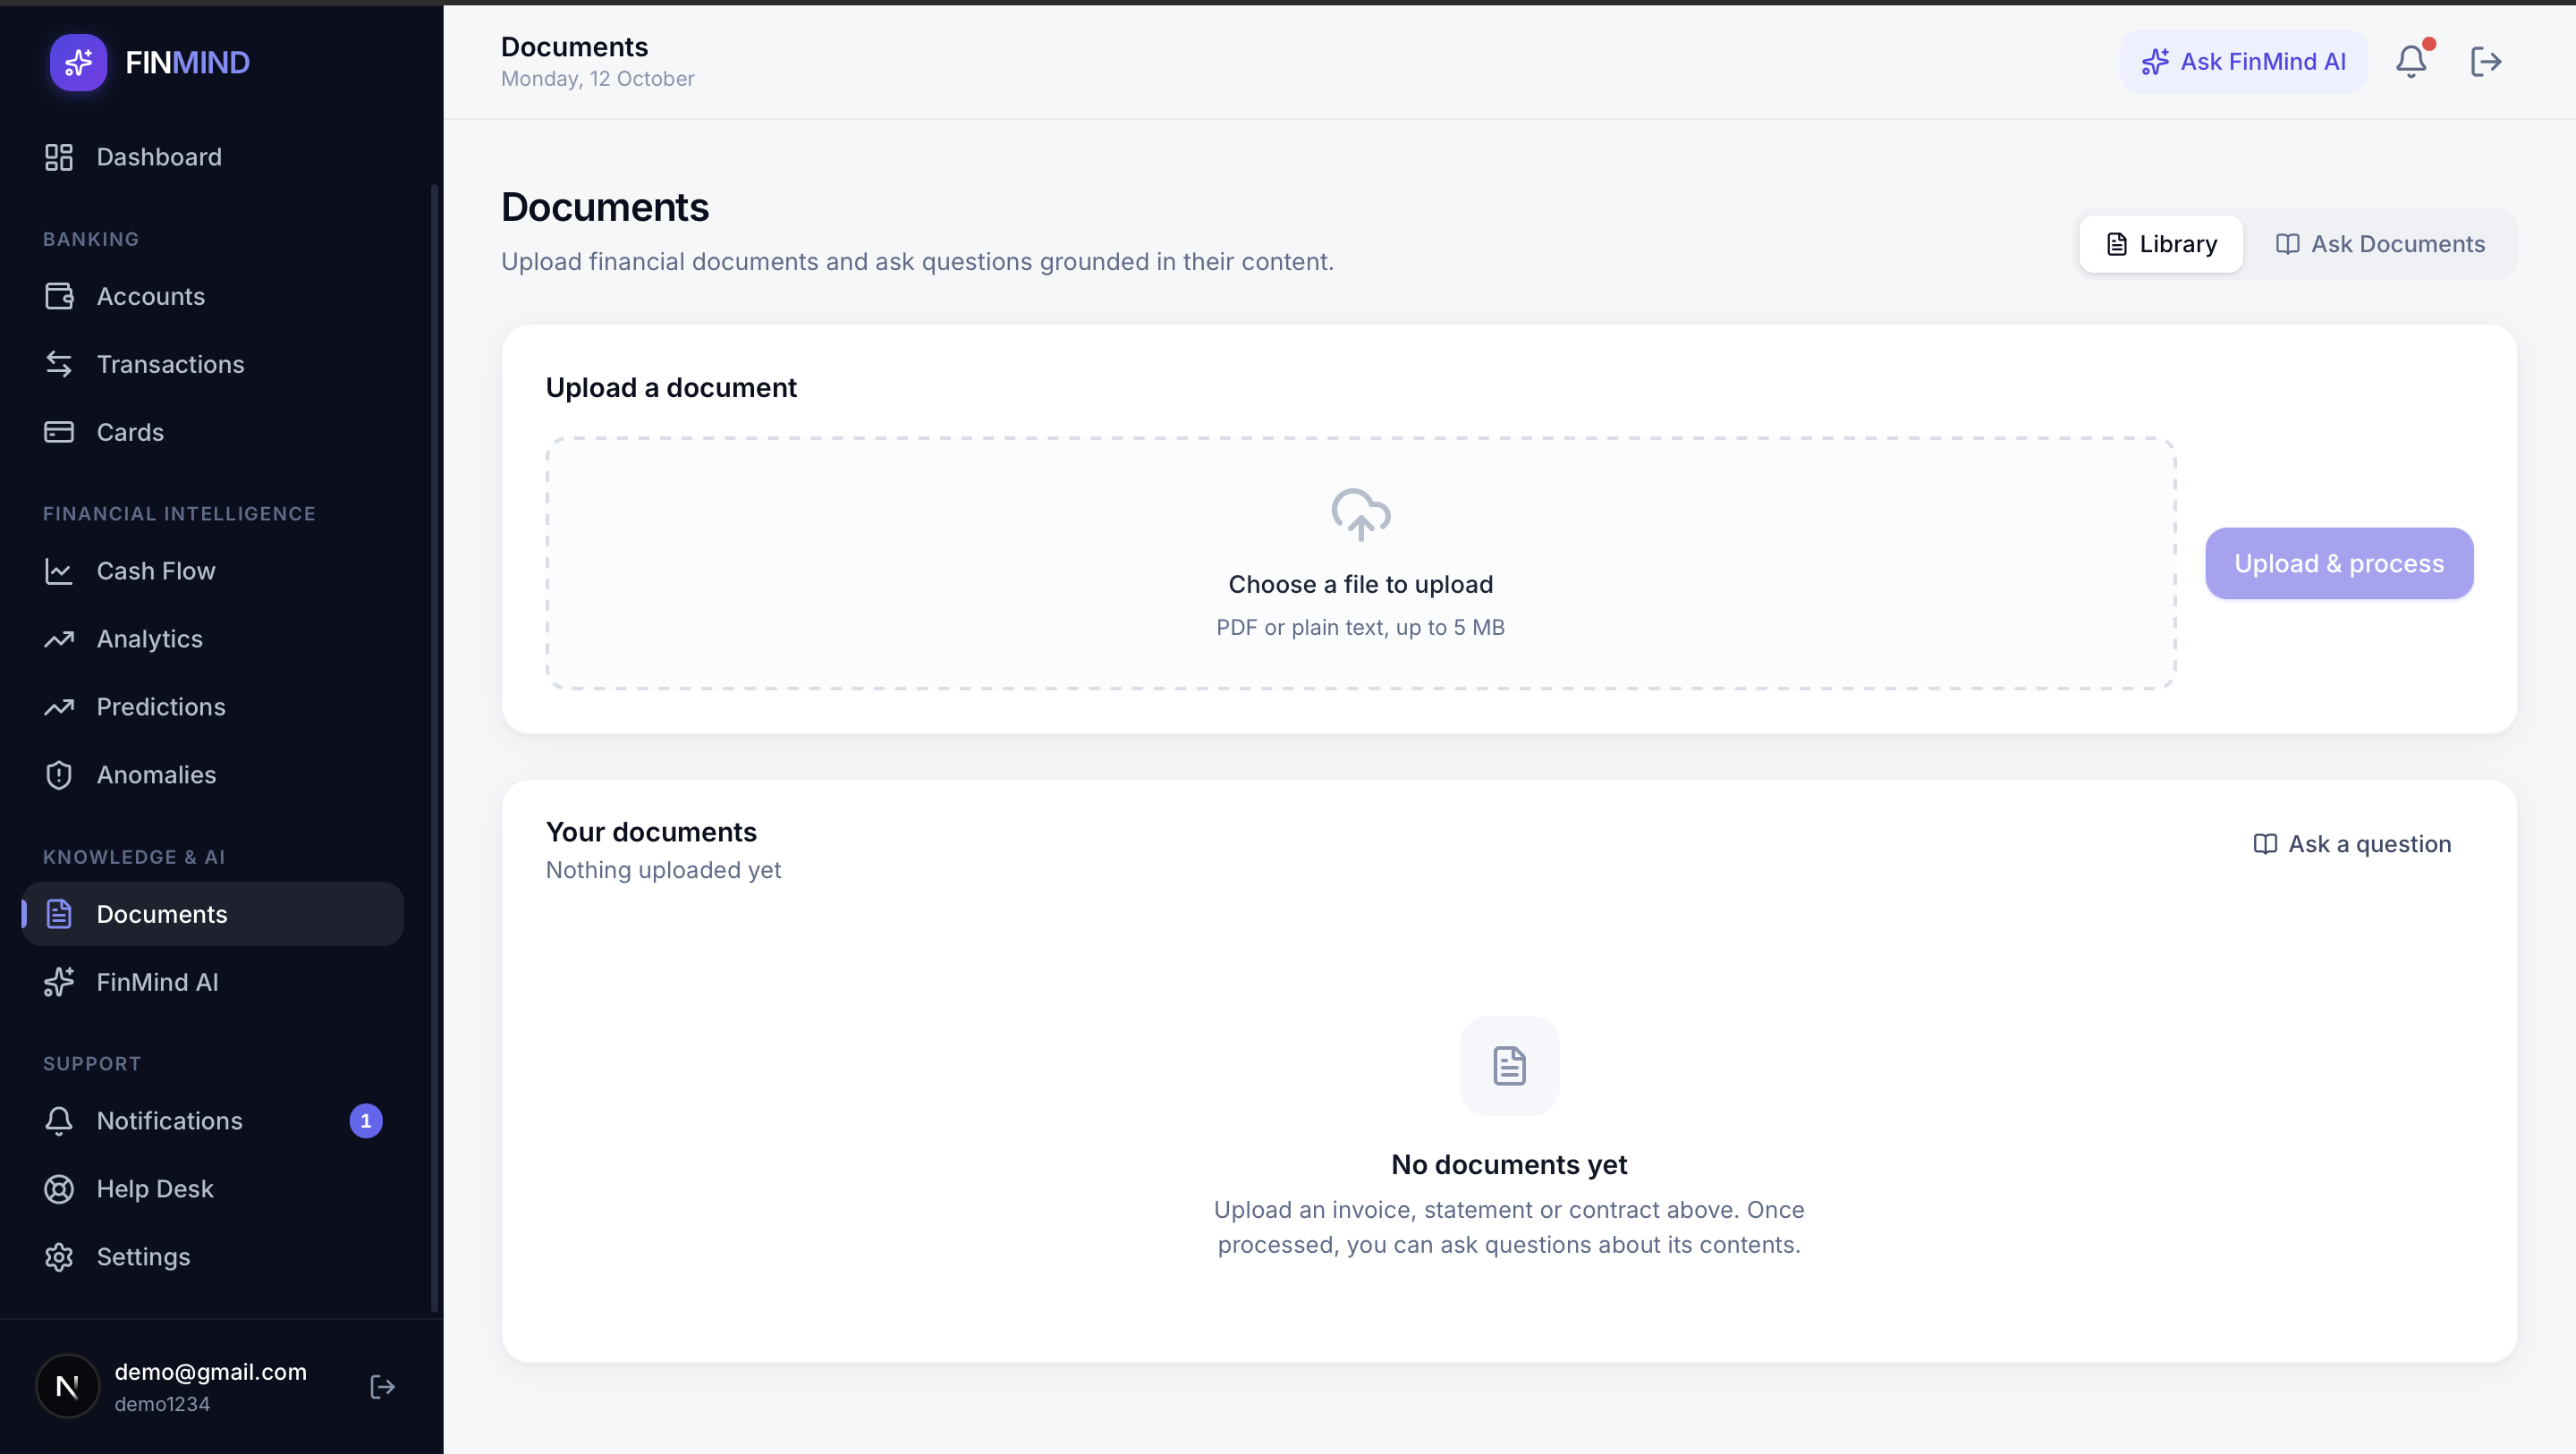 FINMIND
Dashboard
BANKING
Accounts
Transactions
Cards
FINANCIAL INTELLIGENCE
Cash Flow
Analytics
Predictions
Anomalies
KNOWLEDGE & AI
Documents
FinMind AI
SUPPORT
Notifications 1
Help Desk
Settings
N
demo@gmail.com
demo1234
Documents
Monday, 12 October
Ask FinMind AI
Documents
Upload financial documents and ask questions grounded in their content.
Library
Ask Documents
Upload a document
Choose a file to upload
PDF or plain text, up to 5 MB
Upload & process
Your documents
Nothing uploaded yet
Ask a question
No documents yet
Upload an invoice, statement or contract above. Once
processed, you can ask questions about its contents.